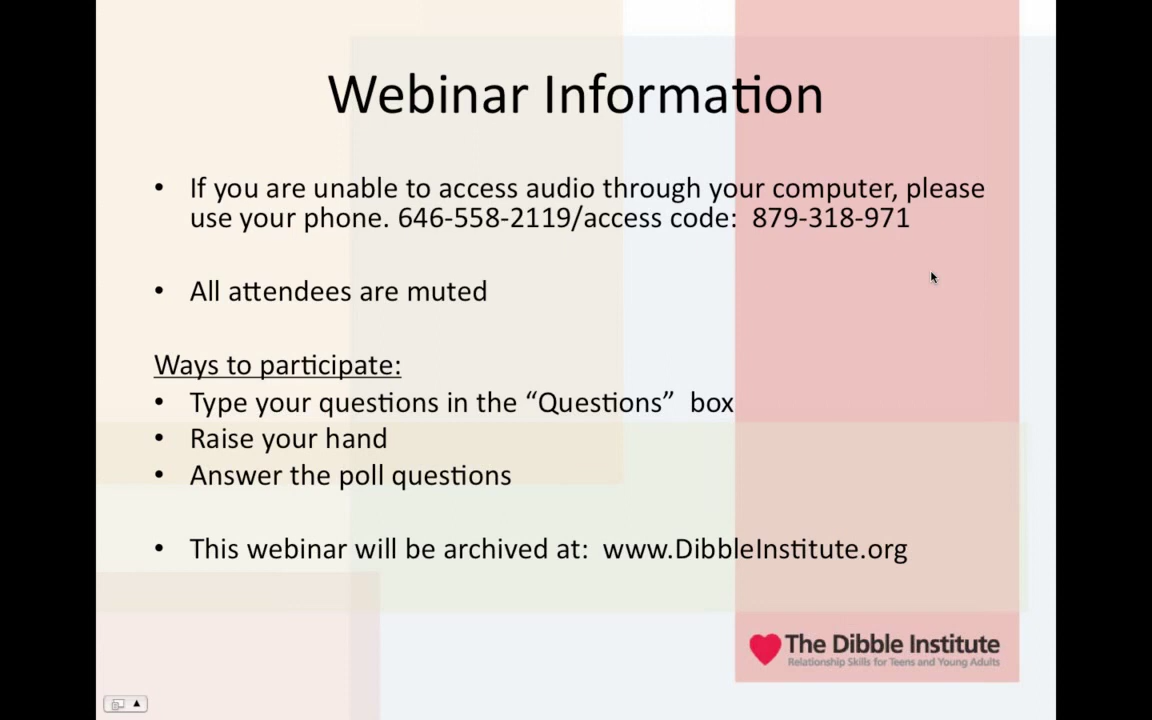 Webinar Information
• If you are unable to access audio through your computer, please
use your phone. 646-558-2119/access code:  879-318-971
• All attendees are muted
Ways to participate:
• Type your questions in the “Questions”  box
• Raise your hand
• Answer the poll questions
• This webinar will be archived at:  www.DibbleInstitute.org
The Dibble Institute
Relationship Skills for Teens and Young Adults